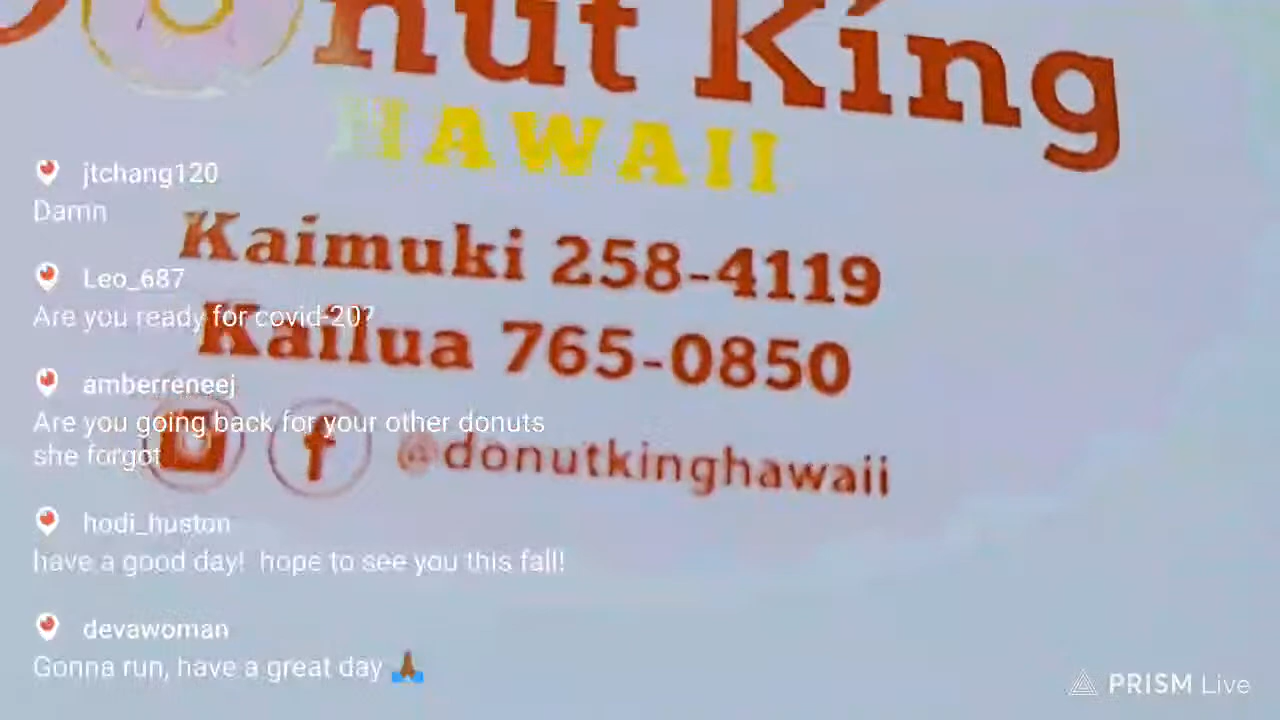 Donut King
HAWAII
Kaimuki 258-4119
Kailua 765-0850
@donutkinghawaii
jtchang120
Damn
Leo_687
Are you ready for covid-20?
amberreneej
Are you going back for your other donuts
she forgot
hodi_huston
have a good day! hope to see you this fall!
devawoman
Gonna run, have a great day 🙏🏾
PRISM Live